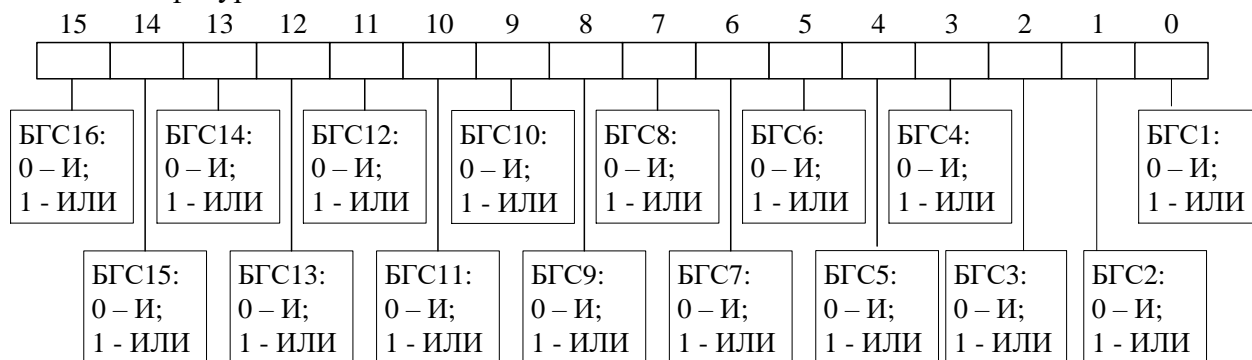 15 14 13 12 11 10 9 8 7 6 5 4 3 2 1 0
БГС16: БГС14: БГС12: БГС10: БГС8: БГС6: БГС4: БГС1:
0 – И; 0 – И; 0 – И; 0 – И; 0 – И; 0 – И; 0 – И; 0 – И;
1 - ИЛИ 1 - ИЛИ 1 - ИЛИ 1 - ИЛИ 1 - ИЛИ 1 - ИЛИ 1 - ИЛИ 1 - ИЛИ
БГС15: БГС13: БГС11: БГС9: БГС7: БГС5: БГС3: БГС2:
0 – И; 0 – И; 0 – И; 0 – И; 0 – И; 0 – И; 0 – И; 0 – И;
1 - ИЛИ 1 - ИЛИ 1 - ИЛИ 1 - ИЛИ 1 - ИЛИ 1 - ИЛИ 1 - ИЛИ 1 - ИЛИ